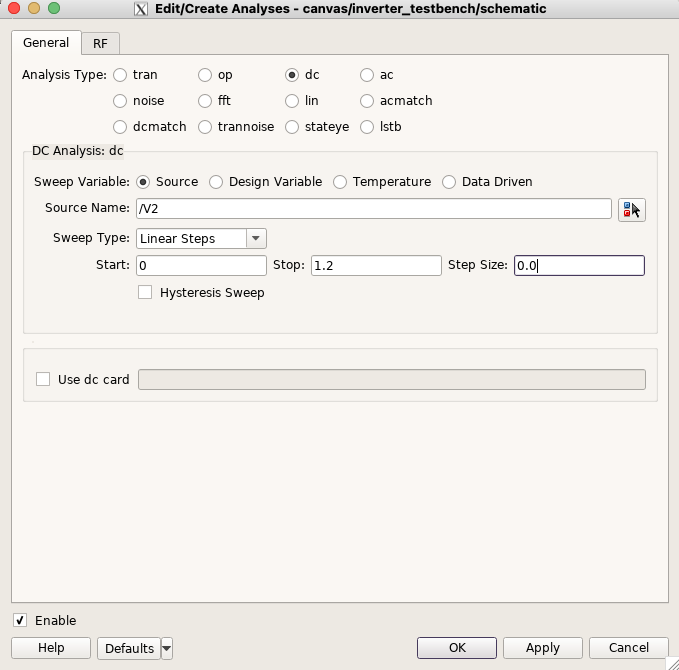 Edit/Create Analyses - canvas/inverter_testbench/schematic
General RF
Analysis Type: tran op dc ac
noise fft lin acmatch
dcmatch trannoise stateye lstb
DC Analysis: dc
Sweep Variable: Source Design Variable Temperature Data Driven
Source Name: /V2
Sweep Type: Linear Steps
Start: 0 Stop: 1.2 Step Size: 0.0
Hysteresis Sweep
Use dc card
Enable
Help Defaults OK Apply Cancel